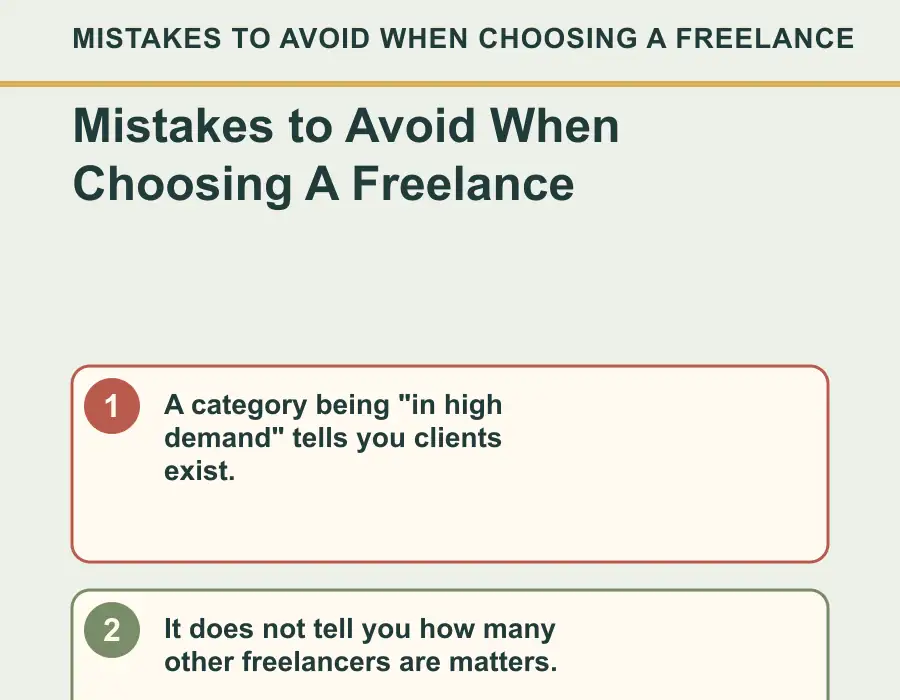 MISTAKES TO AVOID WHEN CHOOSING A FREELANCE
Mistakes to Avoid When
Choosing A Freelance
1
A category being "in high
demand" tells you clients
exist.
2
It does not tell you how many
other freelancers are matters.